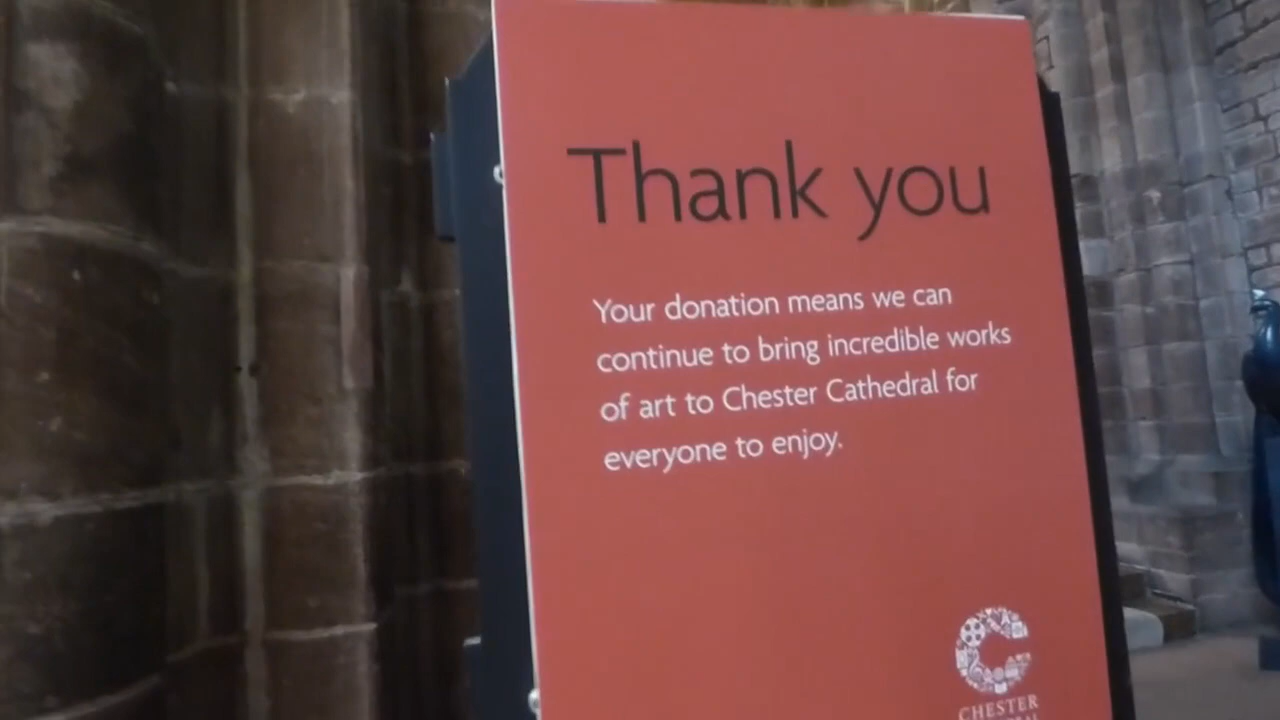 Thank you
Your donation means we can
continue to bring incredible works
of art to Chester Cathedral for
everyone to enjoy.
CHESTER